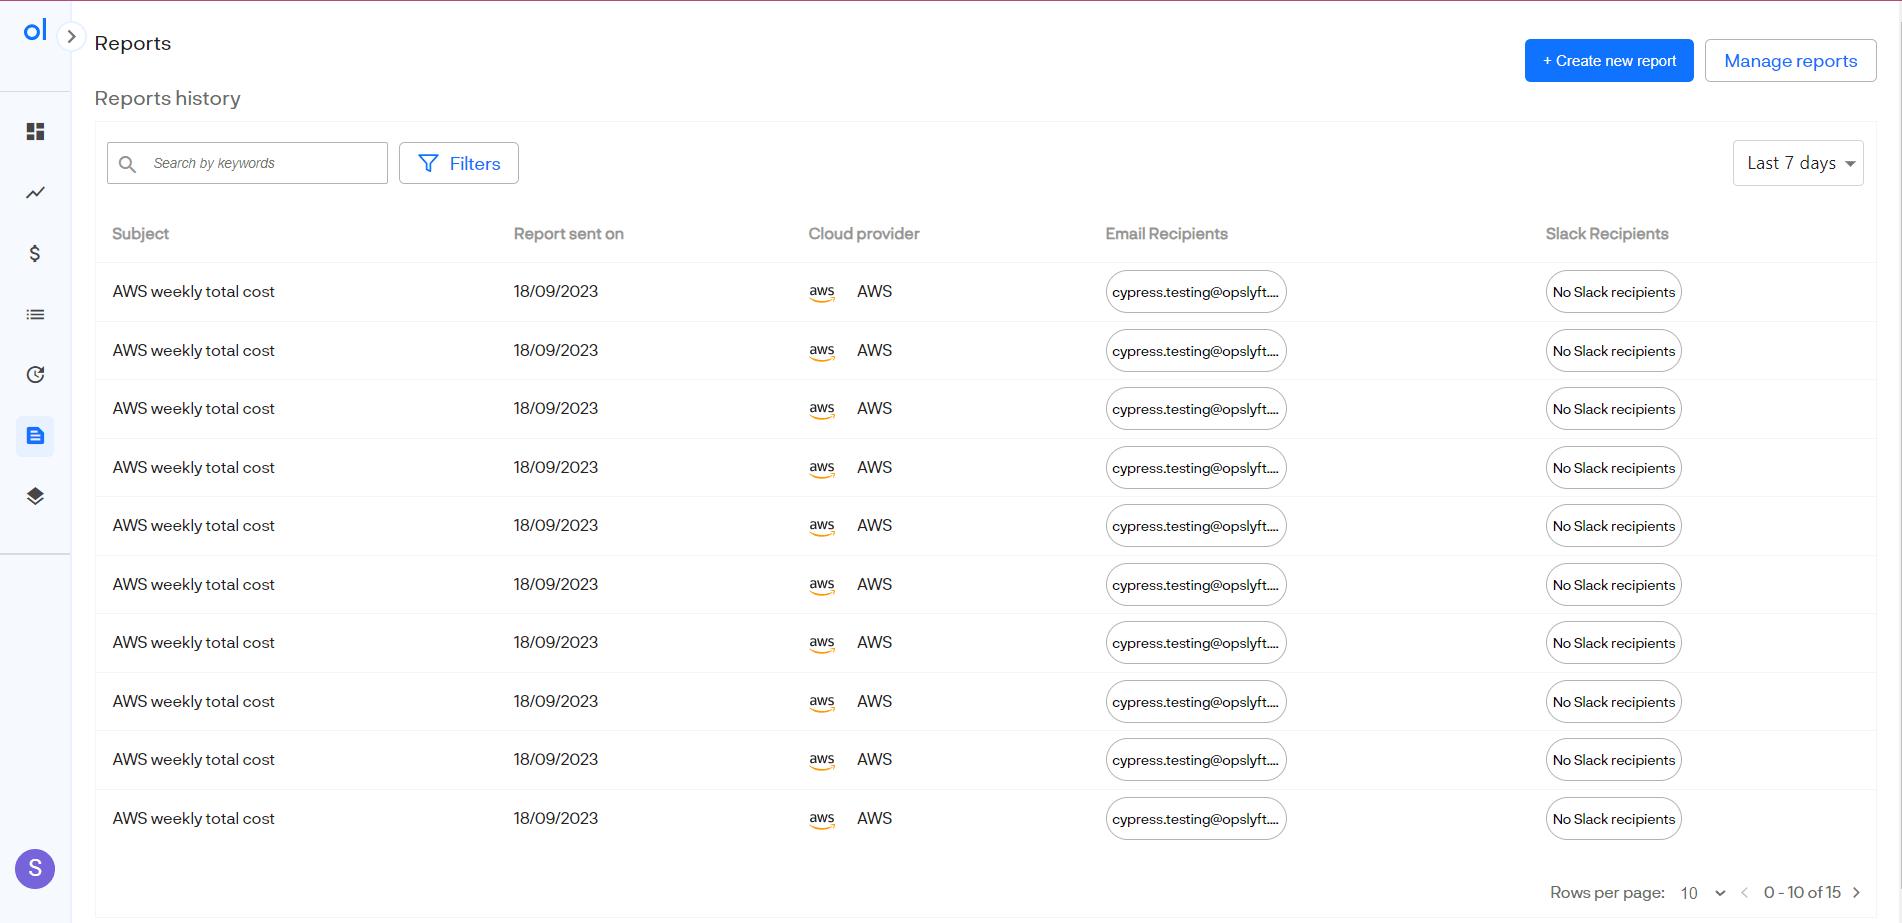 ol
Reports
+ Create new report
Manage reports
Reports history
Search by keywords
Filters
Last 7 days
Subject Report sent on Cloud provider Email Recipients Slack Recipients
AWS weekly total cost 18/09/2023 aws AWS cypress.testing@opslyft.... No Slack recipients
AWS weekly total cost 18/09/2023 aws AWS cypress.testing@opslyft.... No Slack recipients
AWS weekly total cost 18/09/2023 aws AWS cypress.testing@opslyft.... No Slack recipients
AWS weekly total cost 18/09/2023 aws AWS cypress.testing@opslyft.... No Slack recipients
AWS weekly total cost 18/09/2023 aws AWS cypress.testing@opslyft.... No Slack recipients
AWS weekly total cost 18/09/2023 aws AWS cypress.testing@opslyft.... No Slack recipients
AWS weekly total cost 18/09/2023 aws AWS cypress.testing@opslyft.... No Slack recipients
AWS weekly total cost 18/09/2023 aws AWS cypress.testing@opslyft.... No Slack recipients
AWS weekly total cost 18/09/2023 aws AWS cypress.testing@opslyft.... No Slack recipients
AWS weekly total cost 18/09/2023 aws AWS cypress.testing@opslyft.... No Slack recipients
S
Rows per page: 10 0 - 10 of 15